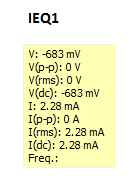 IEQ1
V: -683 mV
V(p-p): 0 V
V(rms): 0 V
V(dc): -683 mV
I: 2.28 mA
I(p-p): 0 A
I(rms): 2.28 mA
I(dc): 2.28 mA
Freq.: